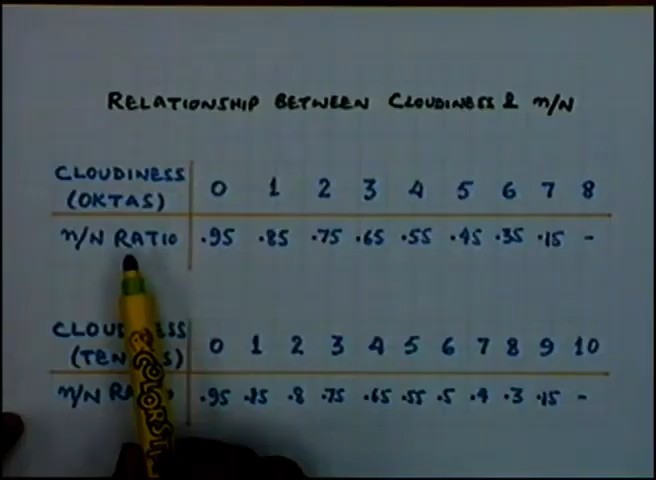 RELATIONSHIP BETWEEN CLOUDINESS & n/N
CLOUDINESS (OKTAS) 0 1 2 3 4 5 6 7 8
n/N RATIO .95 .85 .75 .65 .55 .45 .35 .15 -
(TEN S) 0 1 2 3 4 5 6 7 8 9 10
n/N .95 .85 .8 .75 .65 .55 .5 .4 .3 .15 -